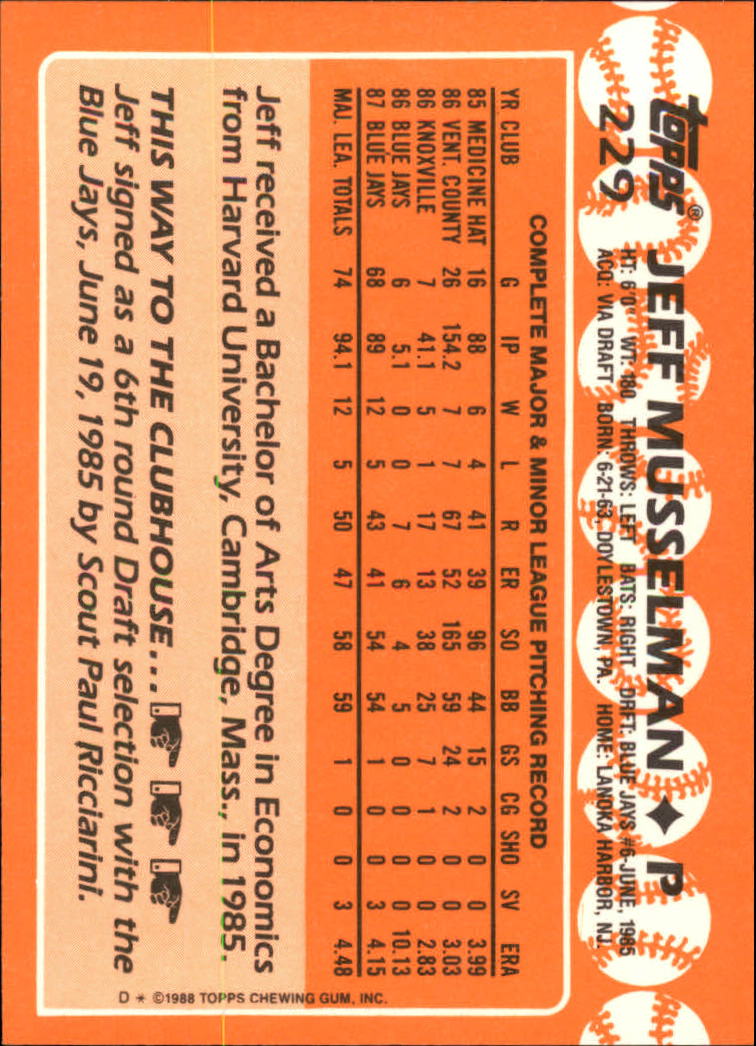 topps® JEFF MUSSELMAN ♦ P
229
HT: 6'0" WT: 180 THROWS: LEFT BATS: RIGHT DRFT: BLUE JAYS #6-JUNE, 1985
ACQ: VIA DRAFT BORN: 6-21-63, DOYLESTOWN, PA. HOME: LANOKA HARBOR, NJ.
COMPLETE MAJOR & MINOR LEAGUE PITCHING RECORD
YR CLUB G IP W L R ER SO BB GS CG SHO SV ERA
85 MEDICINE HAT 16 88 6 4 41 39 96 44 15 2 0 0 3.99
86 VENT. COUNTY 26 154.2 7 7 67 52 165 59 24 2 0 0 3.03
86 KNOXVILLE 7 41.1 5 1 17 13 38 25 7 1 0 0 2.83
86 BLUE JAYS 6 5.1 0 0 7 6 4 5 0 0 0 0 10.13
87 BLUE JAYS 68 89 12 5 43 41 54 54 1 0 0 3 4.15
MAJ. LEA. TOTALS 74 94.1 12 5 50 47 58 59 1 0 0 3 4.48
Jeff received a Bachelor of Arts Degree in Economics
from Harvard University, Cambridge, Mass., in 1985.
THIS WAY TO THE CLUBHOUSE...
Jeff signed as a 6th round Draft selection with the
Blue Jays, June 19, 1985 by Scout Paul Ricciarini.
D * ©1988 TOPPS CHEWING GUM, INC.